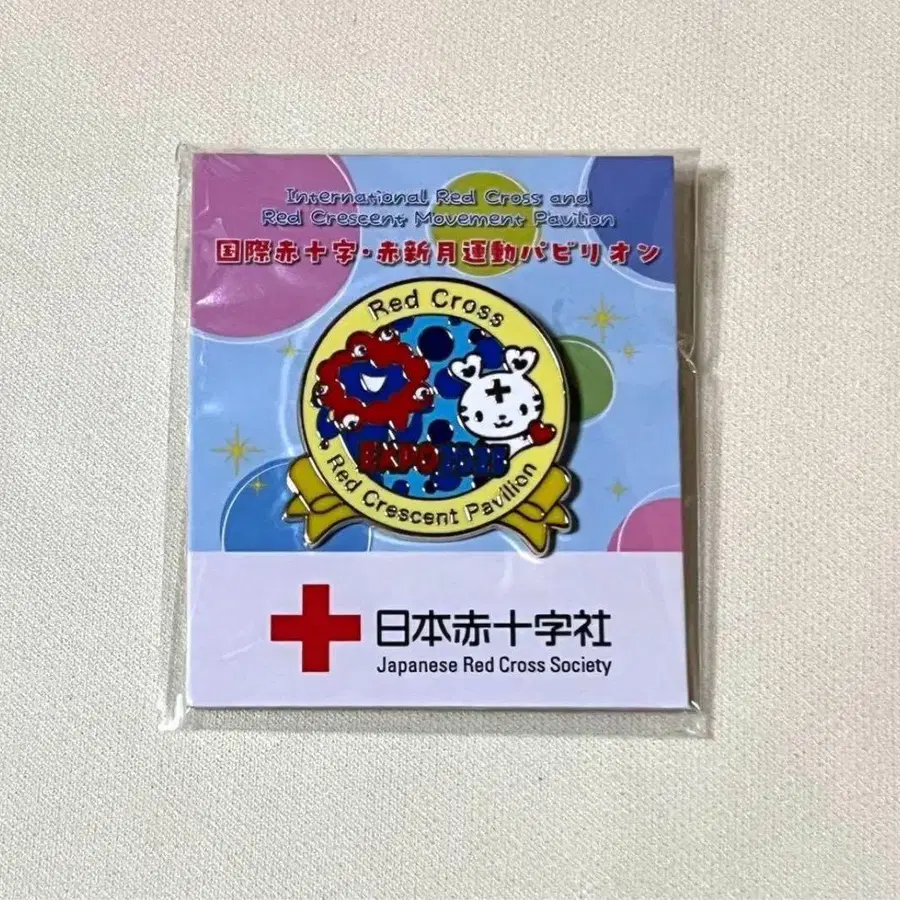 International Red Cross and
Red Crescent Movement Pavilion
国際赤十字・赤新月運動パビリオン
Red Cross
EXPO2025
Red Crescent Pavilion
日本赤十字社
Japanese Red Cross Society